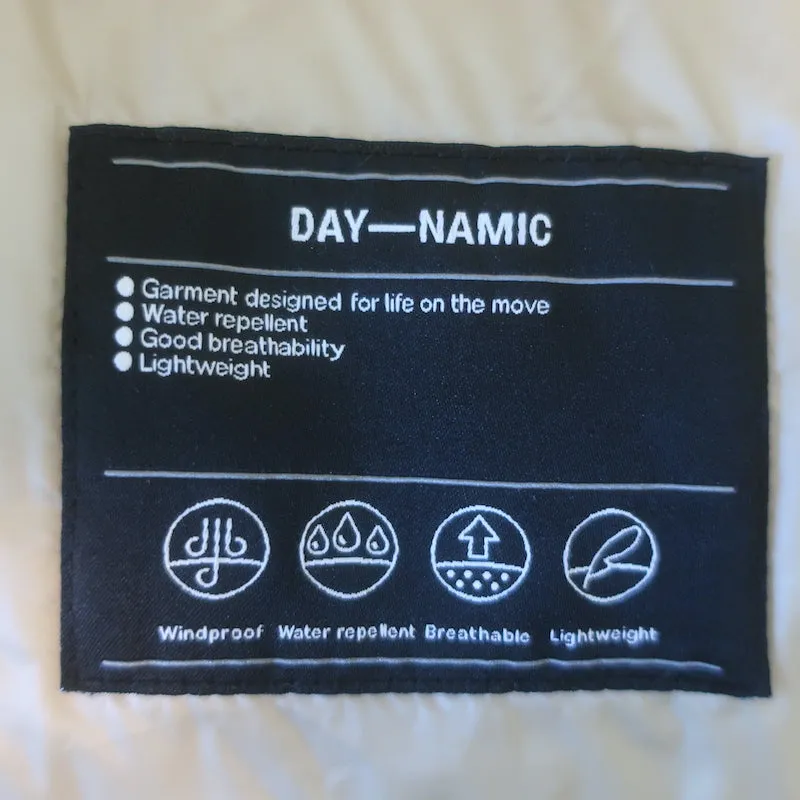 DAY—NAMIC
● Garment designed for life on the move
● Water repellent
● Good breathability
● Lightweight
Windproof Water repellent Breathable Lightweight